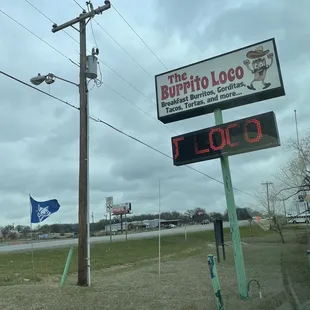 The
Burrito Loco
Breakfast Burritos, Gorditas,
Tacos, Tortas, and more.
T LOCO